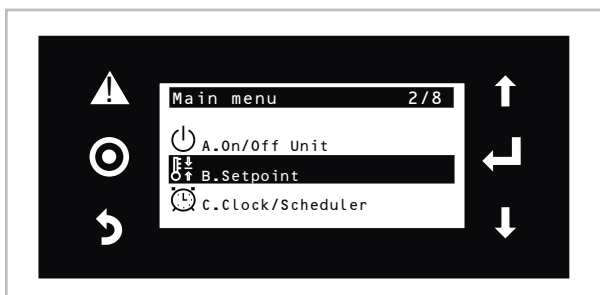 Main menu 2/8
A.On/Off Unit
B.Setpoint
C.Clock/Scheduler